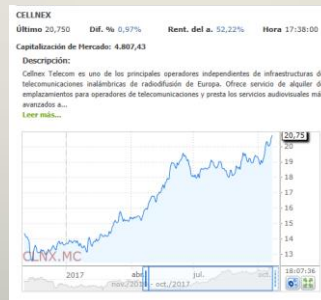 CELLNEX
Último 20,750 Dif. % 0,97% Rent. del a. 52,22% Hora 17:38:00
Capitalización de Mercado: 4.807,43
Descripción:
Cellnex Telecom es uno de los principales operadores independientes de infraestructuras d
telecomunicaciones inalámbricas de radiodifusión de Europa. Ofrece servicio de alquiler d
emplazamientos para operadores de telecomunicaciones y presta los servicios audiovisuales má
avanzados a...
Leer más...
20,75
20
19
18
17
16
15
14
13
CLNX.MC
2017 abr. jul. oct.
nov./201 - oct./2017
18:07:36